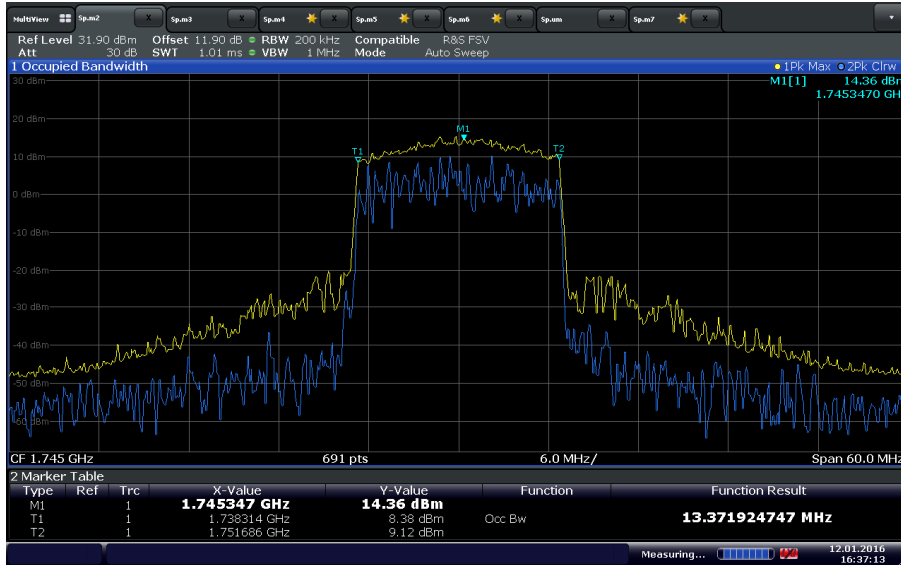 MultiView Sp.m2 X Sp.m3 X Sp.m4 X Sp.m5 X Sp.m6 X Sp.um X Sp.m7 X
Ref Level 31.90 dBm Offset 11.90 dB RBW 200 kHz Compatible R&S FSV
Att 30 dB SWT 1.01 ms VBW 1 MHz Mode Auto Sweep
1 Occupied Bandwidth 1Pk Max 2Pk Clrw
30 dBm
M1[1] 14.36 dBm
1.7453470 GH
20 dBm
M1
T1 T2
10 dBm
0 dBm
-10 dBm
-20 dBm
-30 dBm
-40 dBm
-50 dBm
-60 dBm
CF 1.745 GHz 691 pts 6.0 MHz/ Span 60.0 MHz
2 Marker Table
Type Ref Trc X-Value Y-Value Function Function Result
M1 1 1.745347 GHz 14.36 dBm
T1 1 1.738314 GHz 8.38 dBm Occ Bw 13.371924747 MHz
T2 1 1.751686 GHz 9.12 dBm
Measuring... 12.01.2016
16:37:13